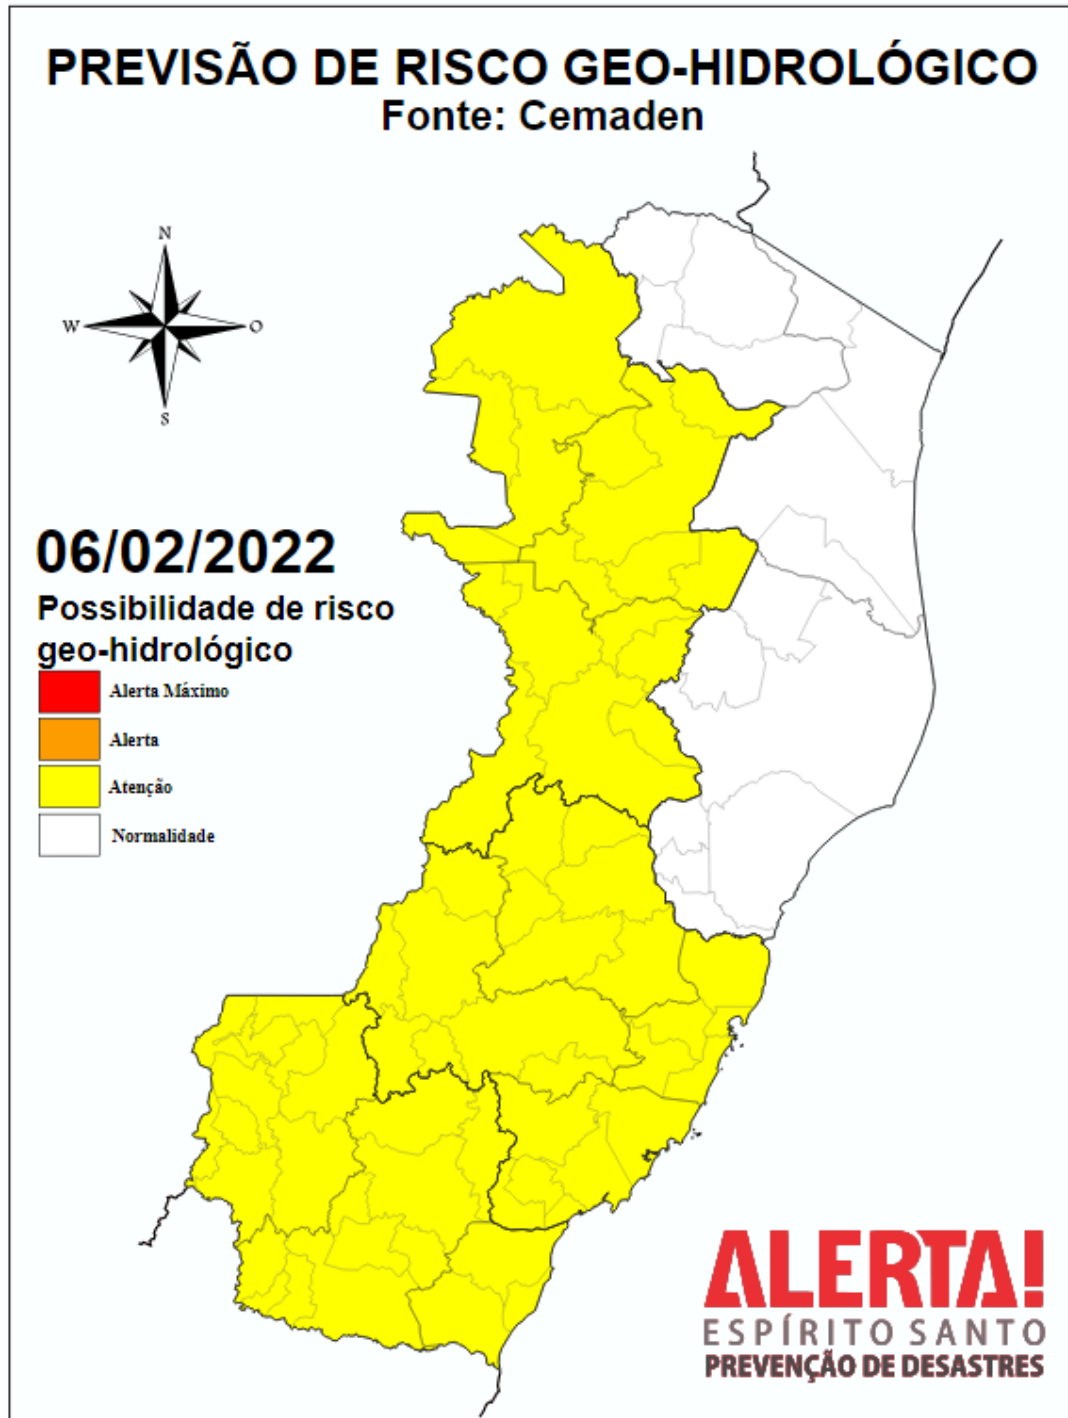 PREVISÃO DE RISCO GEO-HIDROLÓGICO
Fonte: Cemaden
N
W
O
S
06/02/2022
Possibilidade de risco
geo-hidrológico
Alerta Máximo
Alerta
Atenção
Normalidade
ALERTA!
ESPÍRITO SANTO
PREVENÇÃO DE DESASTRES